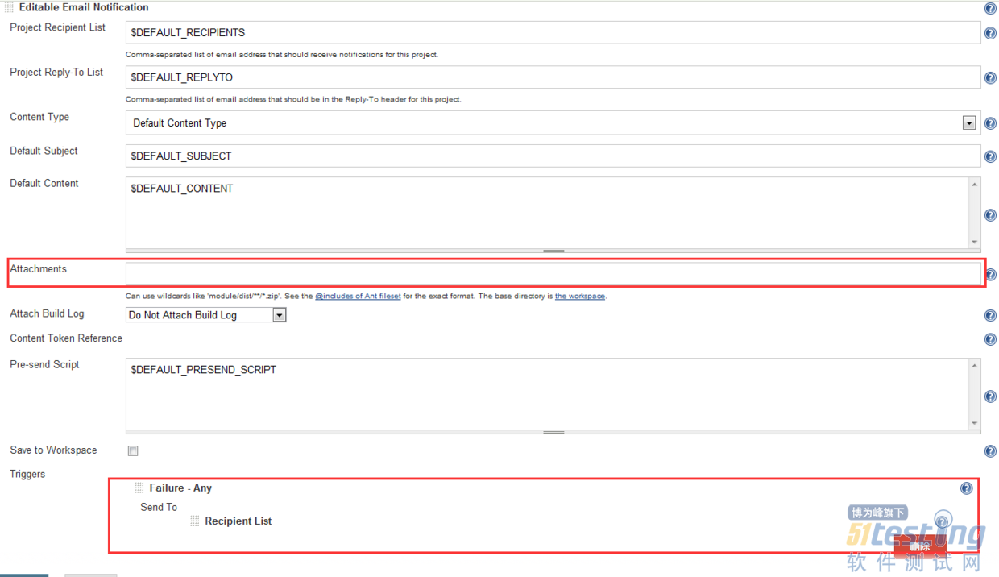 Editable Email Notification
Project Recipient List
$DEFAULT_RECIPIENTS
Comma-separated list of email address that should receive notifications for this project.
Project Reply-To List
$DEFAULT_REPLYTO
Comma-separated list of email address that should be in the Reply-To header for this project.
Content Type
Default Content Type
Default Subject
$DEFAULT_SUBJECT
Default Content
$DEFAULT_CONTENT
Attachments
Can use wildcards like 'module/dist/**/*.zip'. See the @includes of Ant fileset for the exact format. The base directory is the workspace.
Attach Build Log
Do Not Attach Build Log
Content Token Reference
Pre-send Script
$DEFAULT_PRESEND_SCRIPT
Save to Workspace
Triggers
Failure - Any
Send To
Recipient List
博为峰旗下
51testing
删除
软件测试网